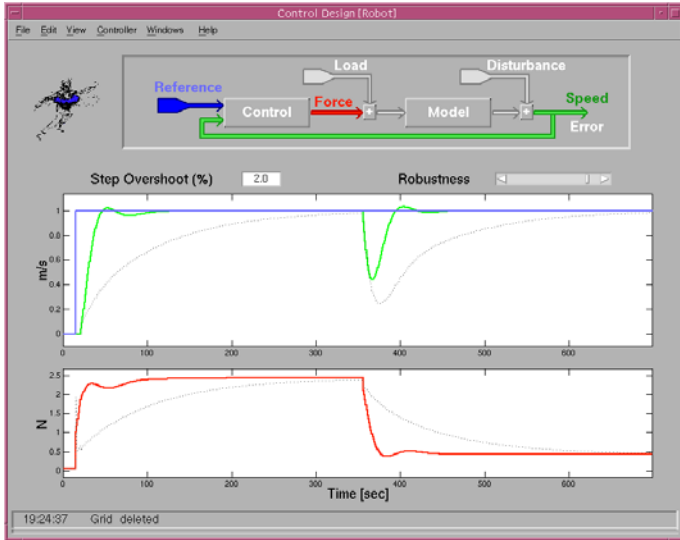 Control Design [Robot]
File Edit View Controller Windows Help
Load Disturbance
Reference
Control Force + Model + Speed
Error
Step Overshoot (%) 2.0 Robustness
1
0.8
0.6
0.4
0.2
0
m/s
0 100 200 300 400 500 600
2.5
2
1.5
1
0.5
0
N
0 100 200 300 400 500 600
Time [sec]
19:24:37 Grid deleted